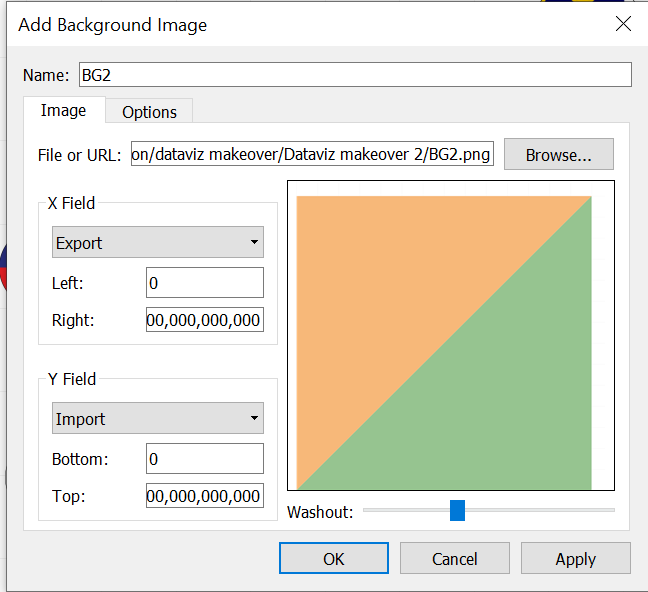 Add Background Image
Name: BG2
Image Options
File or URL: on/dataviz makeover/Dataviz makeover 2/BG2.png Browse...
X Field
Export
Left: 0
Right: 00,000,000,000
Y Field
Import
Bottom: 0
Top: 00,000,000,000
Washout:
OK Cancel Apply